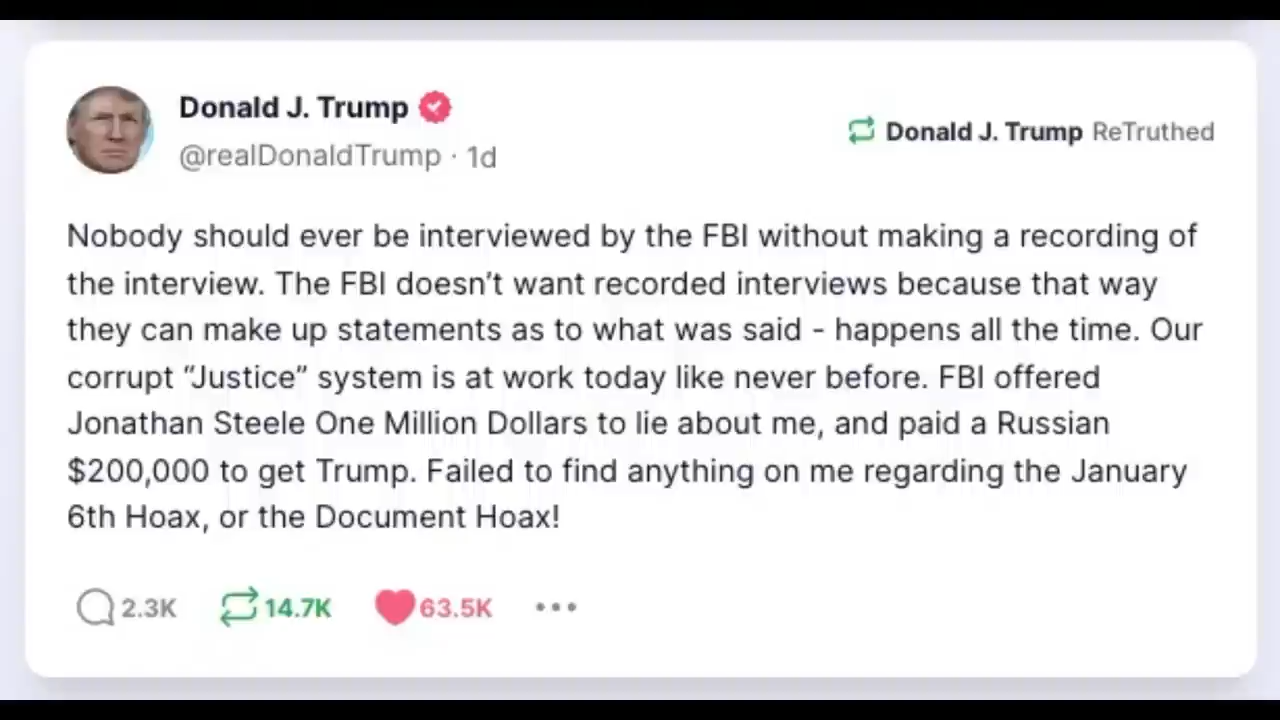 Donald J. Trump
Donald J. Trump ReTruthed
@realDonaldTrump · 1d
Nobody should ever be interviewed by the FBI without making a recording of
the interview. The FBI doesn’t want recorded interviews because that way
they can make up statements as to what was said - happens all the time. Our
corrupt “Justice” system is at work today like never before. FBI offered
Jonathan Steele One Million Dollars to lie about me, and paid a Russian
$200,000 to get Trump. Failed to find anything on me regarding the January
6th Hoax, or the Document Hoax!
2.3K 14.7K 63.5K